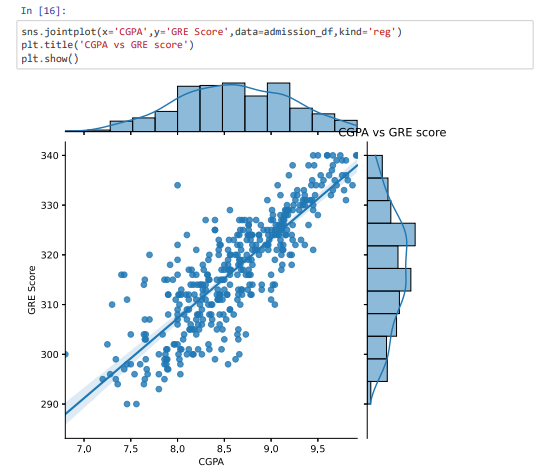 In [16]:
sns.jointplot(x='CGPA',y='GRE Score',data=admission_df,kind='reg')
plt.title('CGPA vs GRE score')
plt.show()
CGPA vs GRE score
340
330
320
310
300
290
GRE Score
7.0 7.5 8.0 8.5 9.0 9.5
CGPA